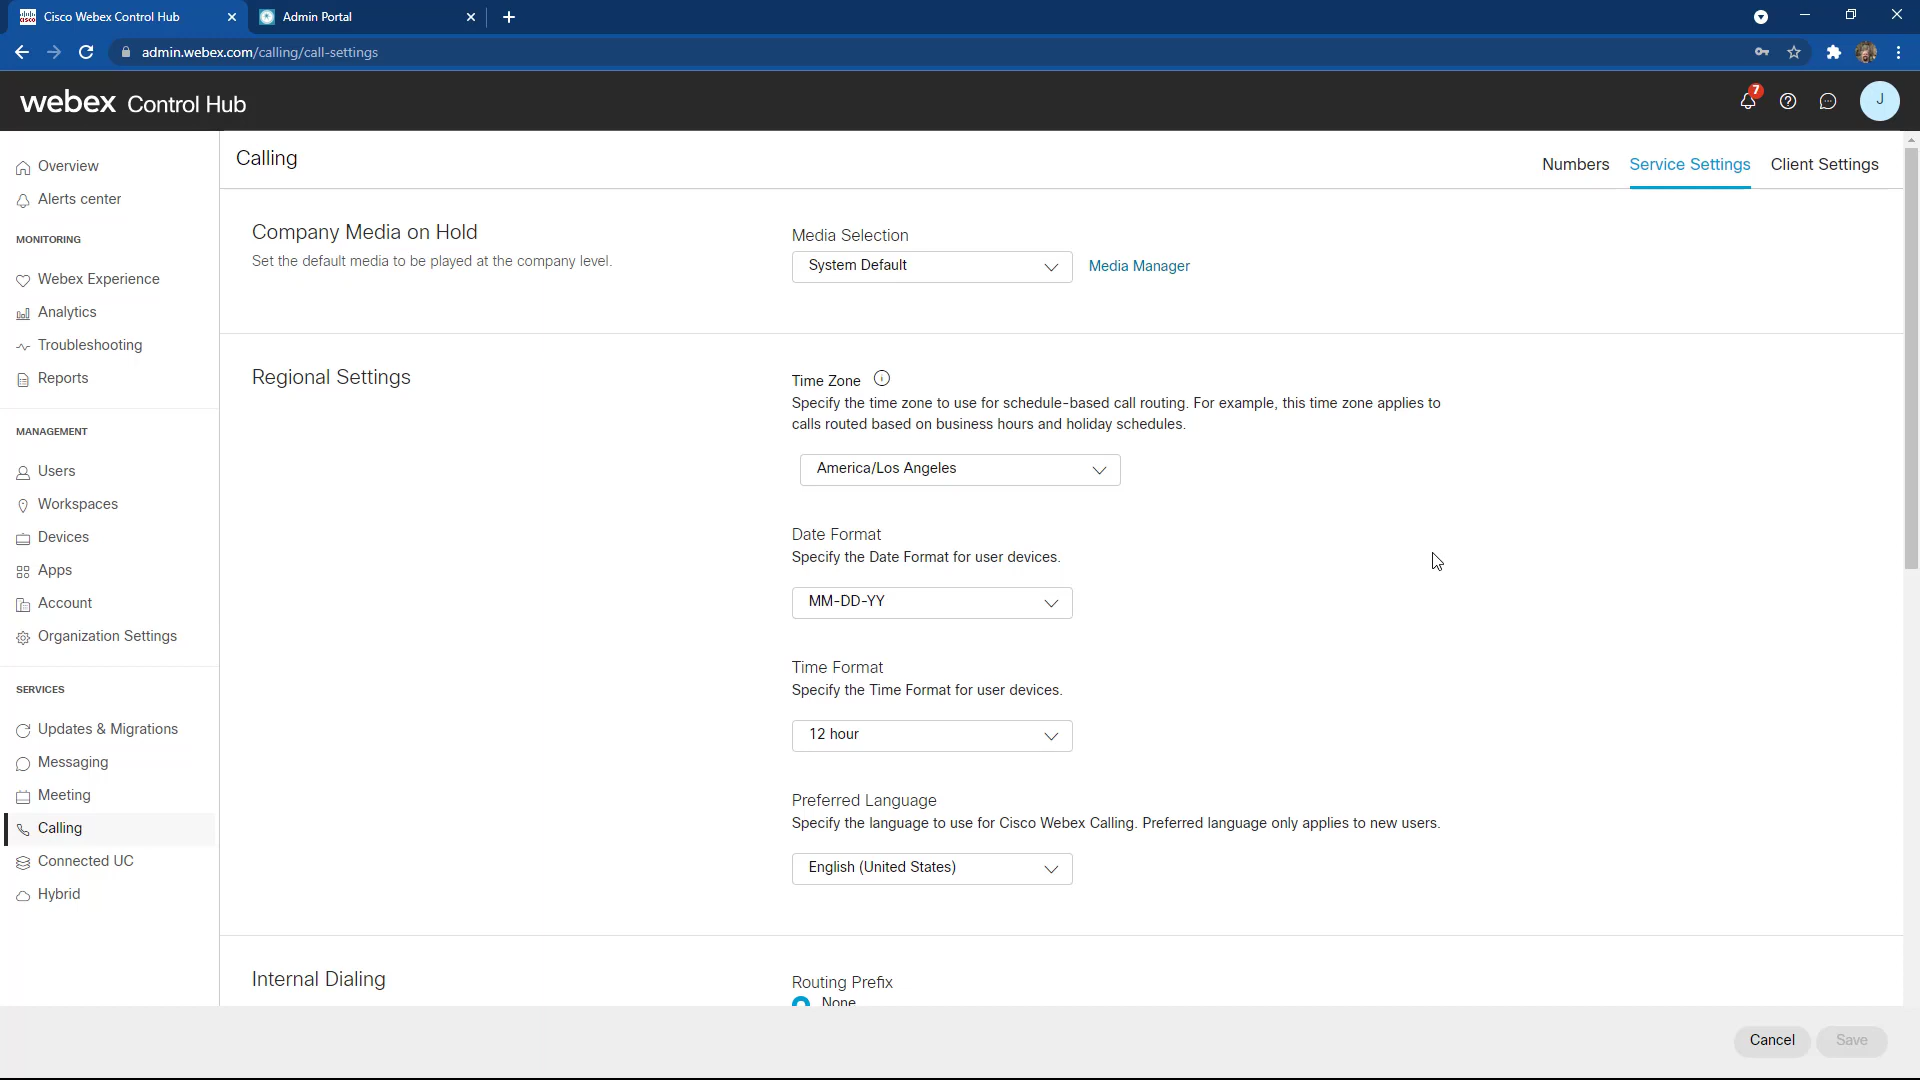 Cisco Webex Control Hub
Admin Portal
admin.webex.com/calling/call-settings
webex Control Hub
7
J
Overview
Alerts center
MONITORING
Webex Experience
Analytics
Troubleshooting
Reports
MANAGEMENT
Users
Workspaces
Devices
Apps
Account
Organization Settings
SERVICES
Updates & Migrations
Messaging
Meeting
Calling
Connected UC
Hybrid
Calling
Numbers Service Settings Client Settings
Company Media on Hold
Set the default media to be played at the company level.
Media Selection
System Default
Media Manager
Regional Settings
Time Zone
Specify the time zone to use for schedule-based call routing. For example, this time zone applies to
calls routed based on business hours and holiday schedules.
America/Los Angeles
Date Format
Specify the Date Format for user devices.
MM-DD-YY
Time Format
Specify the Time Format for user devices.
12 hour
Preferred Language
Specify the language to use for Cisco Webex Calling. Preferred language only applies to new users.
English (United States)
Internal Dialing
Routing Prefix
None
Cancel Save